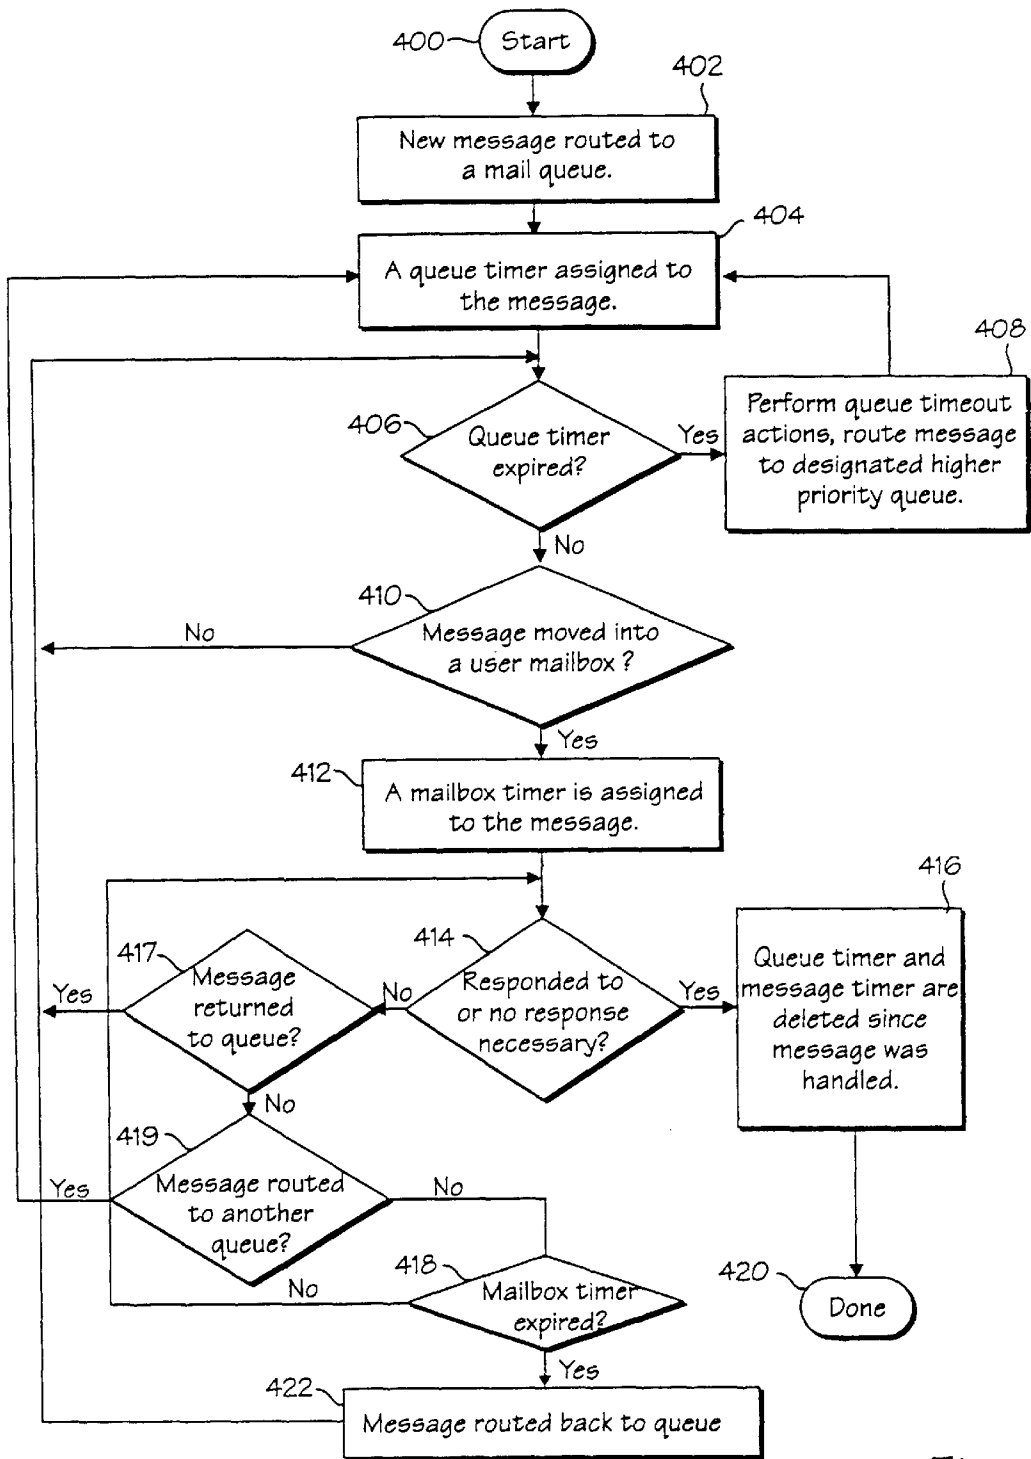 400
Start
402
New message routed to
a mail queue.
404
A queue timer assigned to
the message.
408
Perform queue timeout
actions, route message
to designated higher
priority queue.
406
Queue timer
expired?
Yes
No
410
Message moved into
a user mailbox ?
No
Yes
412
A mailbox timer is assigned
to the message.
416
Queue timer and
message timer are
deleted since
message was
handled.
414
Responded to
or no response
necessary?
Yes
No
417
Message
returned
to queue?
Yes
No
419
Message routed
to another
queue?
Yes
No
418
Mailbox timer
expired?
No
Yes
420
Done
422
Message routed back to queue